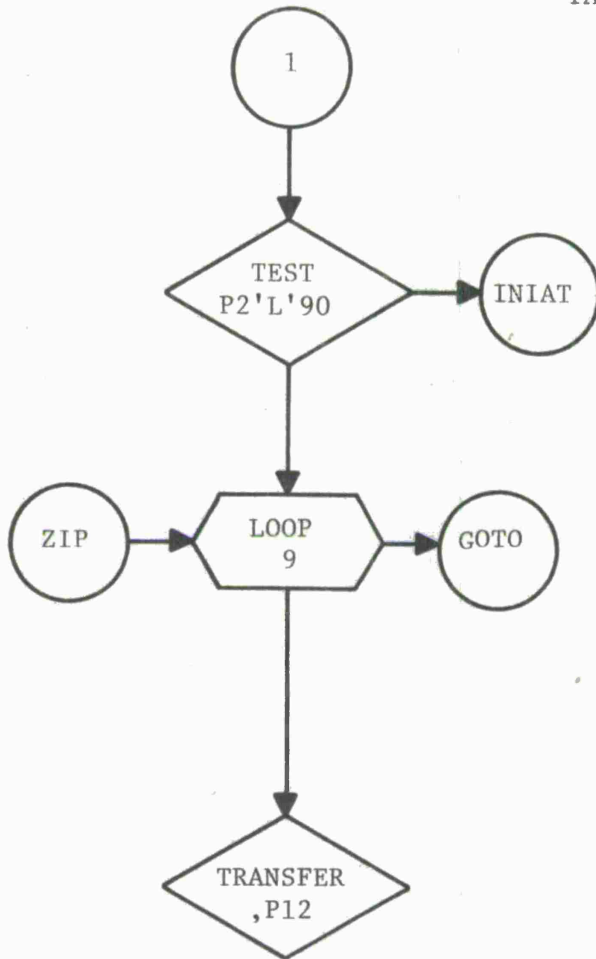 1
TEST
P2'L'90
INIAT
ZIP
LOOP
9
GOTO
TRANSFER
,P12